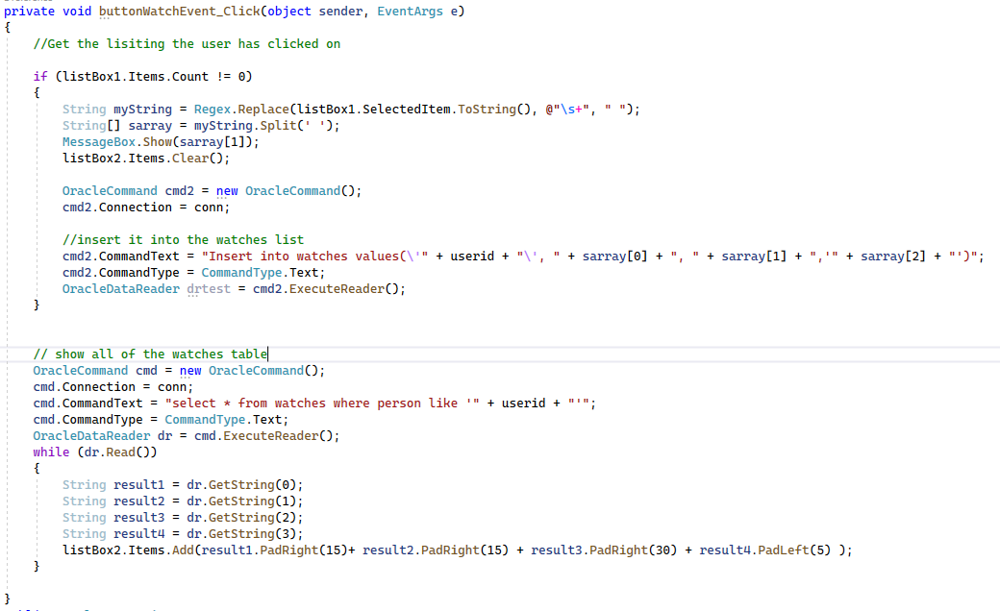 private void buttonWatchEvent_Click(object sender, EventArgs e)
{
    //Get the lisiting the user has clicked on

    if (listBox1.Items.Count != 0)
    {
        String myString = Regex.Replace(listBox1.SelectedItem.ToString(), @"\s+", " ");
        String[] sarray = myString.Split(' ');
        MessageBox.Show(sarray[1]);
        listBox2.Items.Clear();

        OracleCommand cmd2 = new OracleCommand();
        cmd2.Connection = conn;

        //insert it into the watches list
        cmd2.CommandText = "Insert into watches values(\'" + userid + "\', " + sarray[0] + ", " + sarray[1] + ",'" + sarray[2] + "')";
        cmd2.CommandType = CommandType.Text;
        OracleDataReader drtest = cmd2.ExecuteReader();
    }

    // show all of the watches table
    OracleCommand cmd = new OracleCommand();
    cmd.Connection = conn;
    cmd.CommandText = "select * from watches where person like '" + userid + "'";
    cmd.CommandType = CommandType.Text;
    OracleDataReader dr = cmd.ExecuteReader();
    while (dr.Read())
    {
        String result1 = dr.GetString(0);
        String result2 = dr.GetString(1);
        String result3 = dr.GetString(2);
        String result4 = dr.GetString(3);
        listBox2.Items.Add(result1.PadRight(15)+ result2.PadRight(15) + result3.PadRight(30) + result4.PadLeft(5) );
    }

}